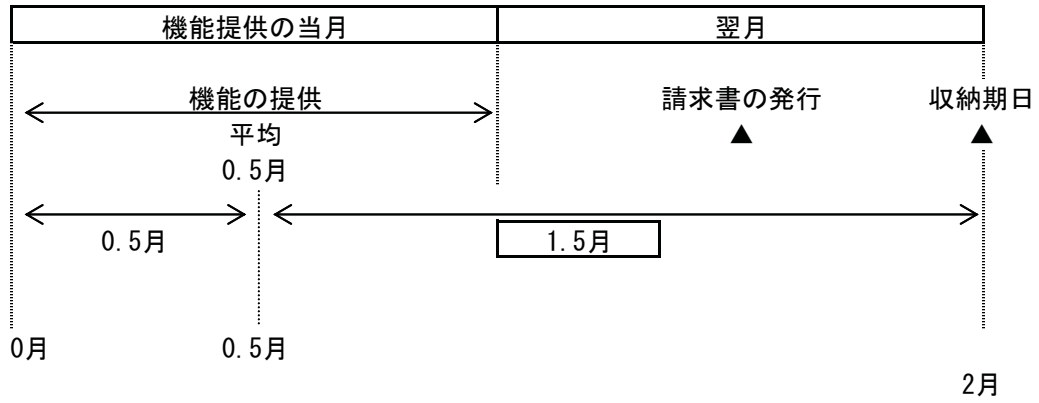 機能提供の当月 翌月
機能の提供 請求書の発行 収納期日
平均 ▲ ▲
0.5月
0.5月 1.5月
0月 0.5月
2月